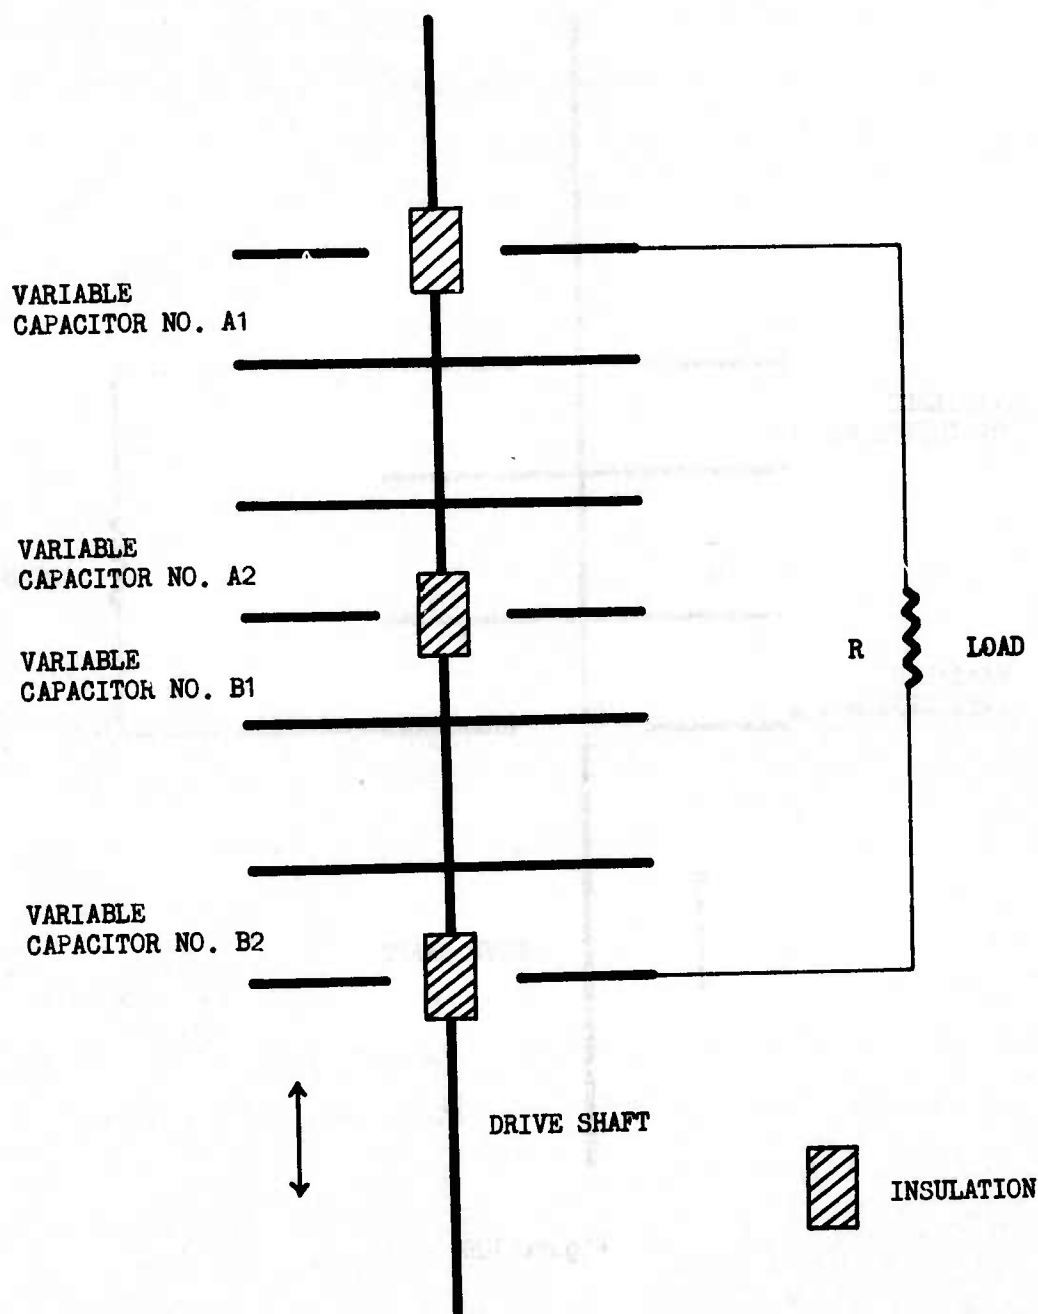 VARIABLE
CAPACITOR NO. A1
VARIABLE
CAPACITOR NO. A2
VARIABLE
CAPACITOR NO. B1
R LOAD
VARIABLE
CAPACITOR NO. B2
DRIVE SHAFT
INSULATION